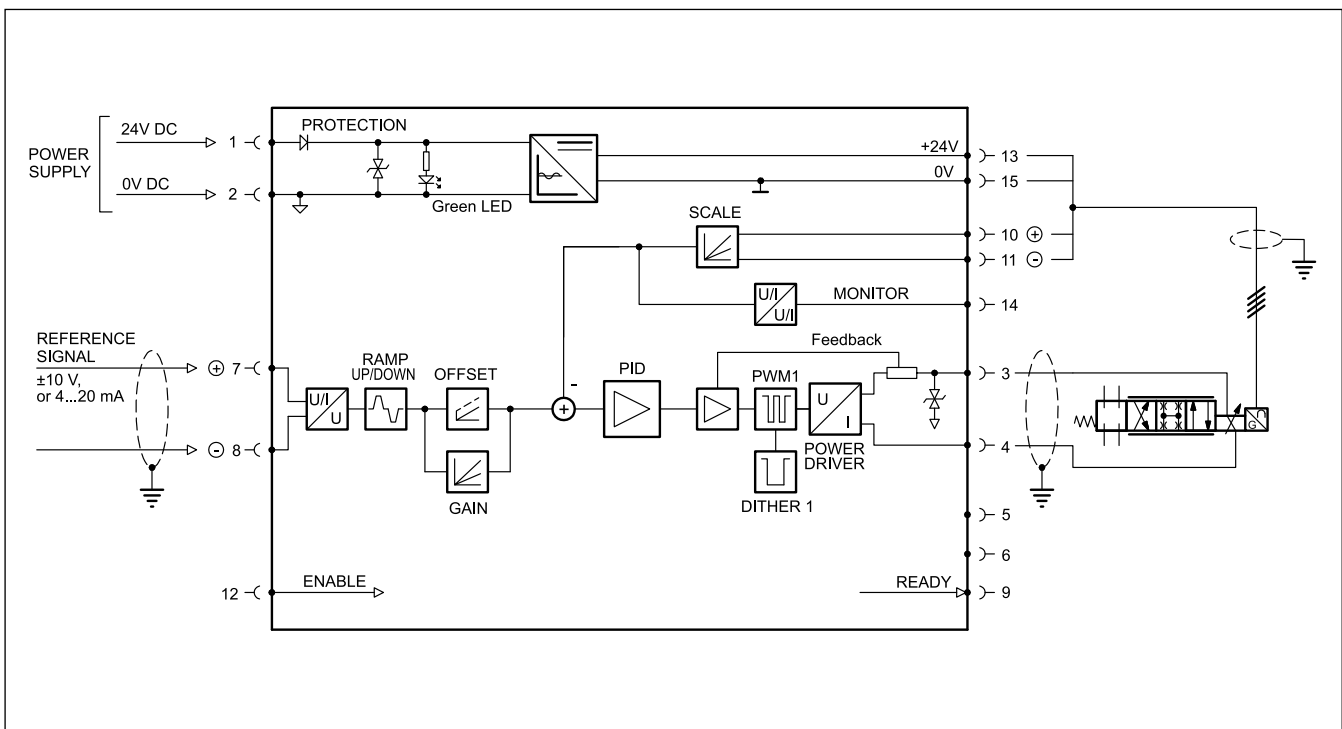 POWER
SUPPLY
24V DC
1
0V DC
2
PROTECTION
Green LED
+24V
13
0V
15
SCALE
10 +
11 -
U/I
U/I
MONITOR
14
REFERENCE
SIGNAL
±10 V,
or 4...20 mA
+ 7
- 8
U/I
U
RAMP
UP/DOWN
OFFSET
GAIN
-
+
PID
Feedback
PWM1
DITHER 1
U
I
POWER
DRIVER
3
4
G
5
6
12
ENABLE
READY
9